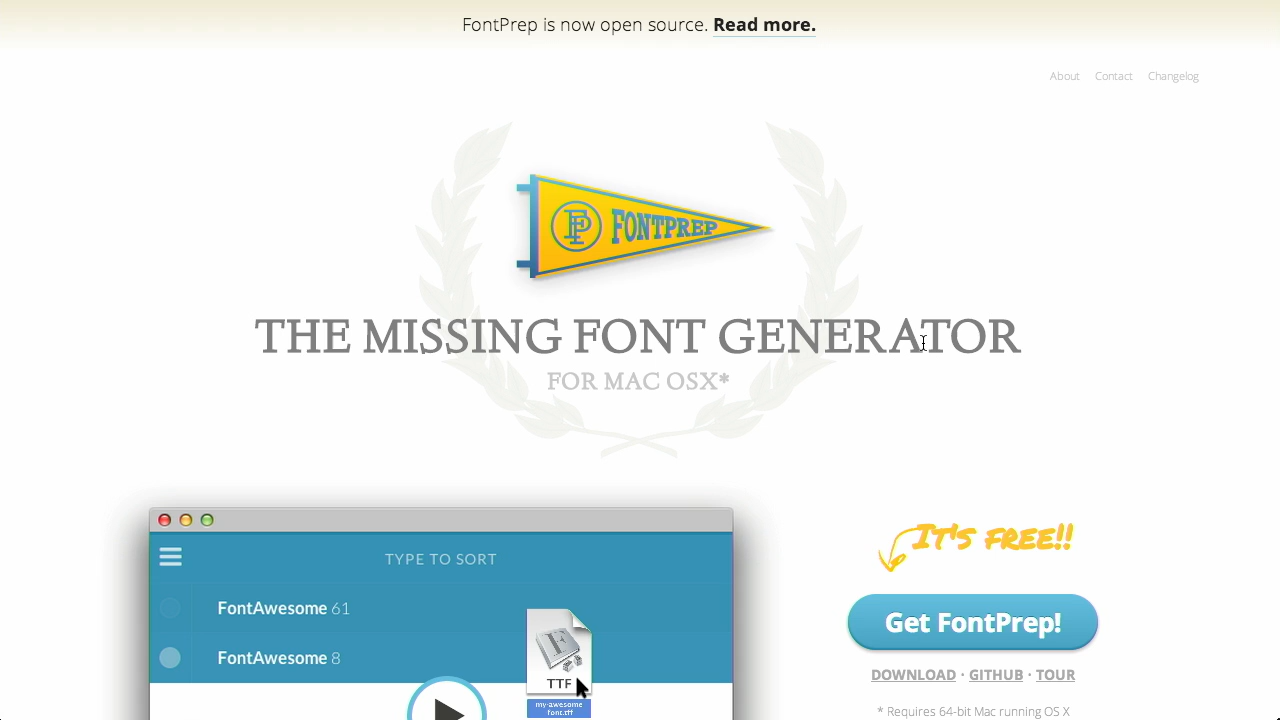 FontPrep is now open source. Read more.
About Contact Changelog
FP FONTPREP
THE MISSING FONT GENERATOR
FOR MAC OSX*
IT'S FREE!!
TYPE TO SORT
FontAwesome 61
FontAwesome 8
TTF
my-awesome
font.ttf
Get FontPrep!
DOWNLOAD · GITHUB · TOUR
* Requires 64-bit Mac running OS X